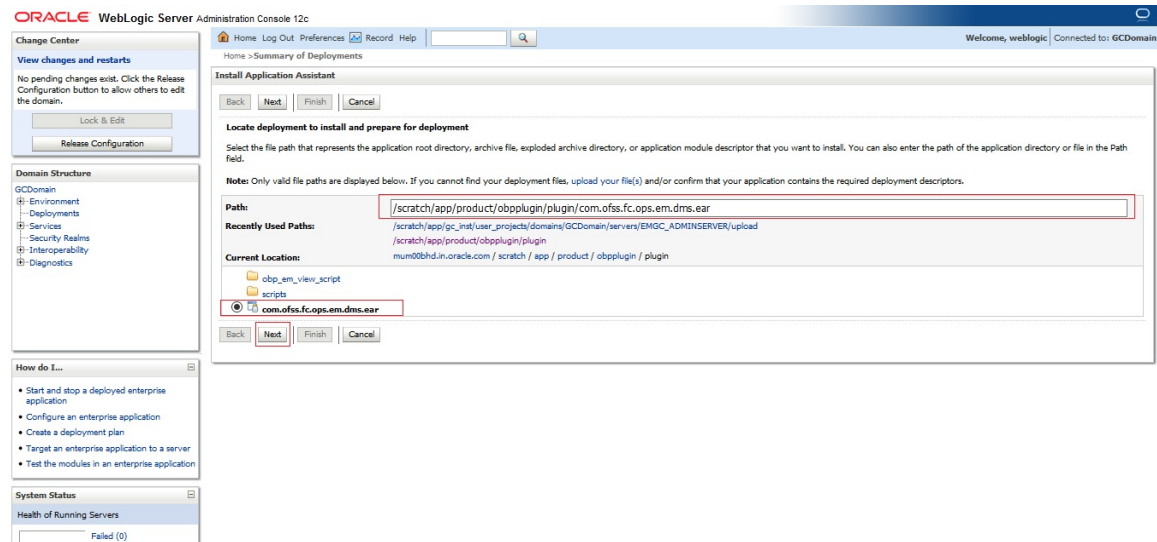 ORACLE WebLogic Server Administration Console 12c
Change Center
View changes and restarts
No pending changes exist. Click the Release
Configuration button to allow others to edit
the domain.
Lock & Edit
Release Configuration
Domain Structure
GCDomain
Environment
Deployments
Services
Security Realms
Interoperability
Diagnostics
How do I...
Start and stop a deployed enterprise
application
Configure an enterprise application
Create a deployment plan
Target an enterprise application to a server
Test the modules in an enterprise application
System Status
Health of Running Servers
Failed (0)
Home Log Out Preferences Record Help
Welcome, weblogic Connected to: GCDomain
Home >Summary of Deployments
Install Application Assistant
Back Next Finish Cancel
Locate deployment to install and prepare for deployment
Select the file path that represents the application root directory, archive file, exploded archive directory, or application module descriptor that you want to install. You can also enter the path of the application directory or file in the Path
field.
Note: Only valid file paths are displayed below. If you cannot find your deployment files, upload your file(s) and/or confirm that your application contains the required deployment descriptors.
Path: /scratch/app/product/obpplugin/plugin/com.ofss.fc.ops.em.dms.ear
Recently Used Paths: /scratch/app/gc_inst/user_projects/domains/GCDomain/servers/EMGC_ADMINSERVER/upload
/scratch/app/product/obpplugin/plugin
Current Location: mum00bhd.in.oracle.com / scratch / app / product / obpplugin / plugin
obp_em_view_script
scripts
com.ofss.fc.ops.em.dms.ear
Back Next Finish Cancel